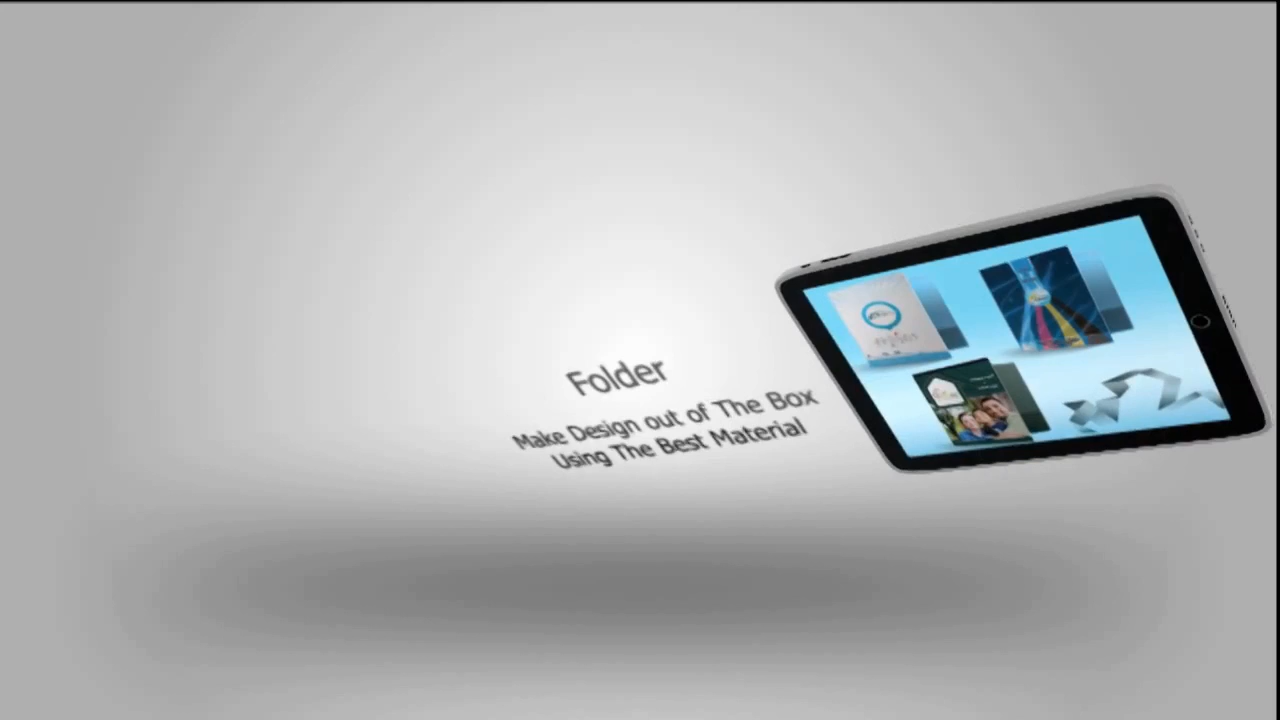 Folder
Make Design out of The Box
Using The Best Material